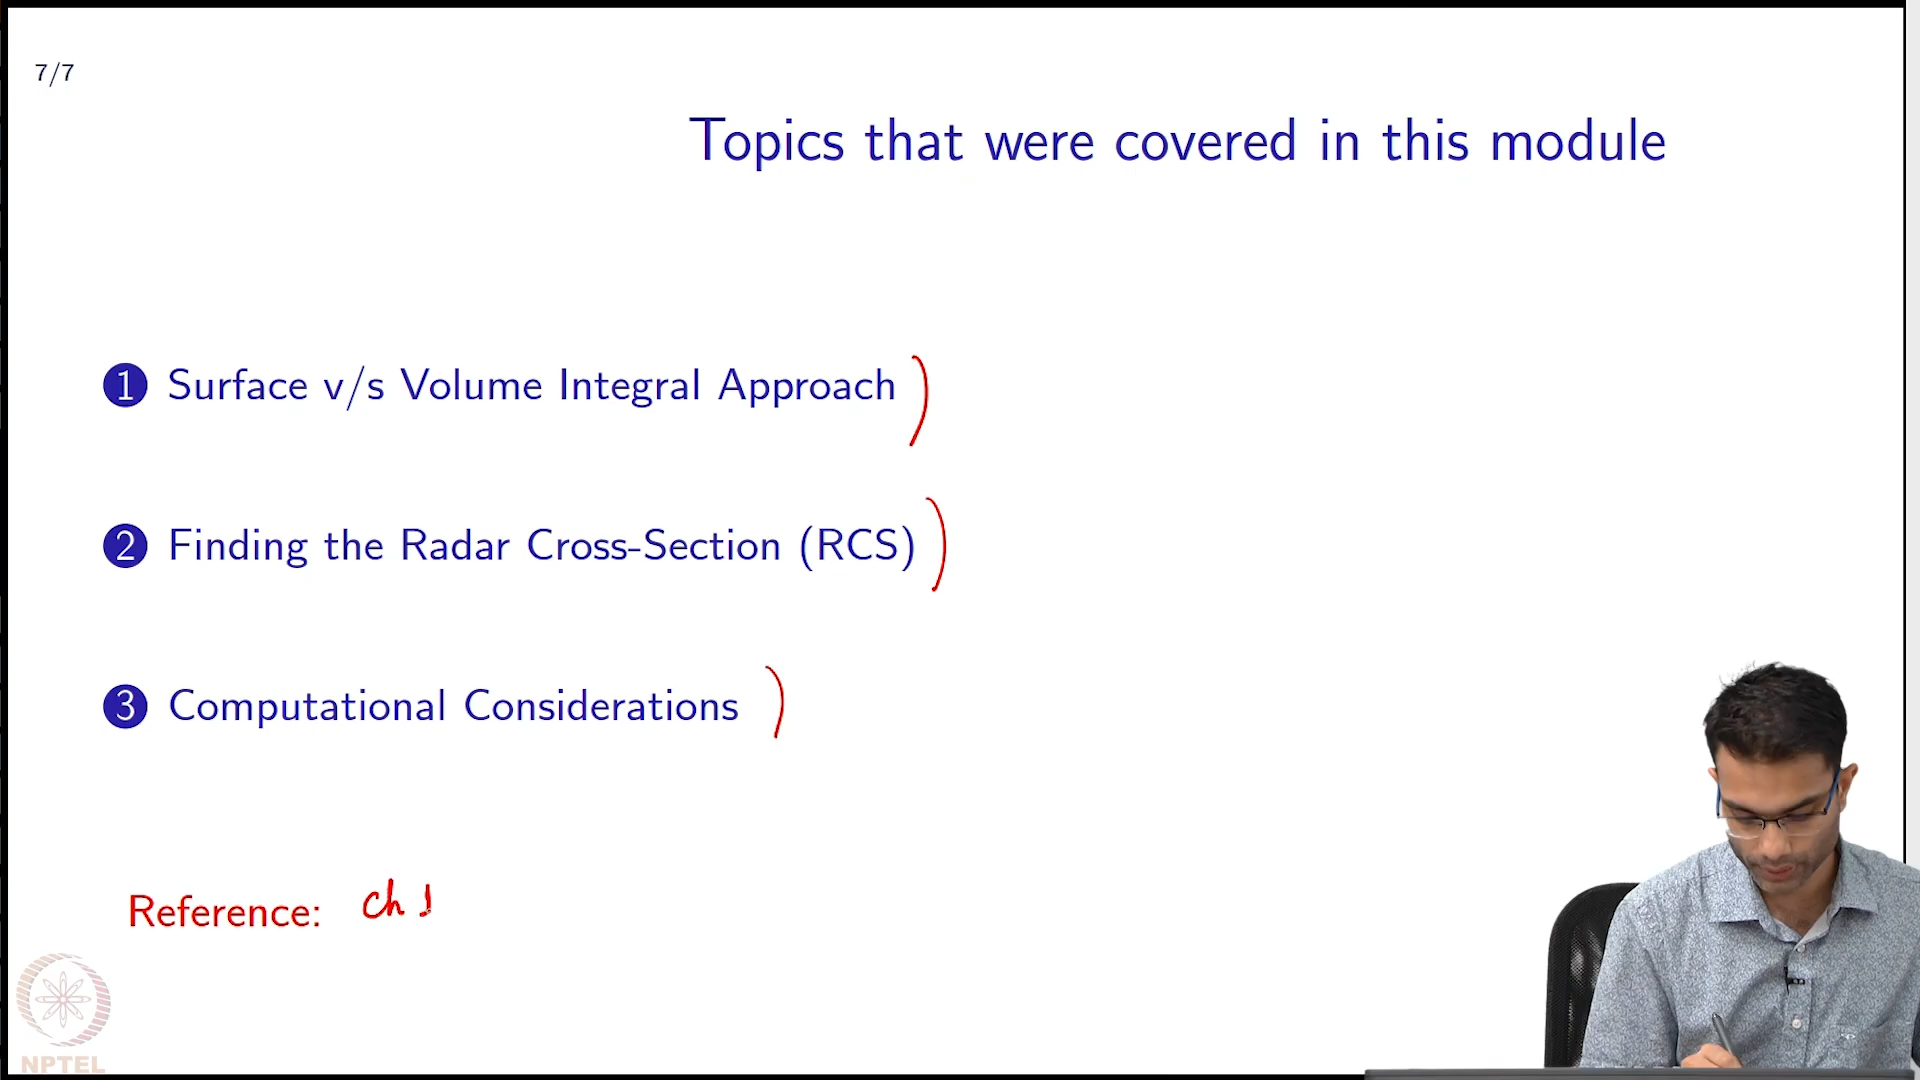 7/7
Topics that were covered in this module
1 Surface v/s Volume Integral Approach
2 Finding the Radar Cross-Section (RCS)
3 Computational Considerations
Reference: ch 1
NPTEL